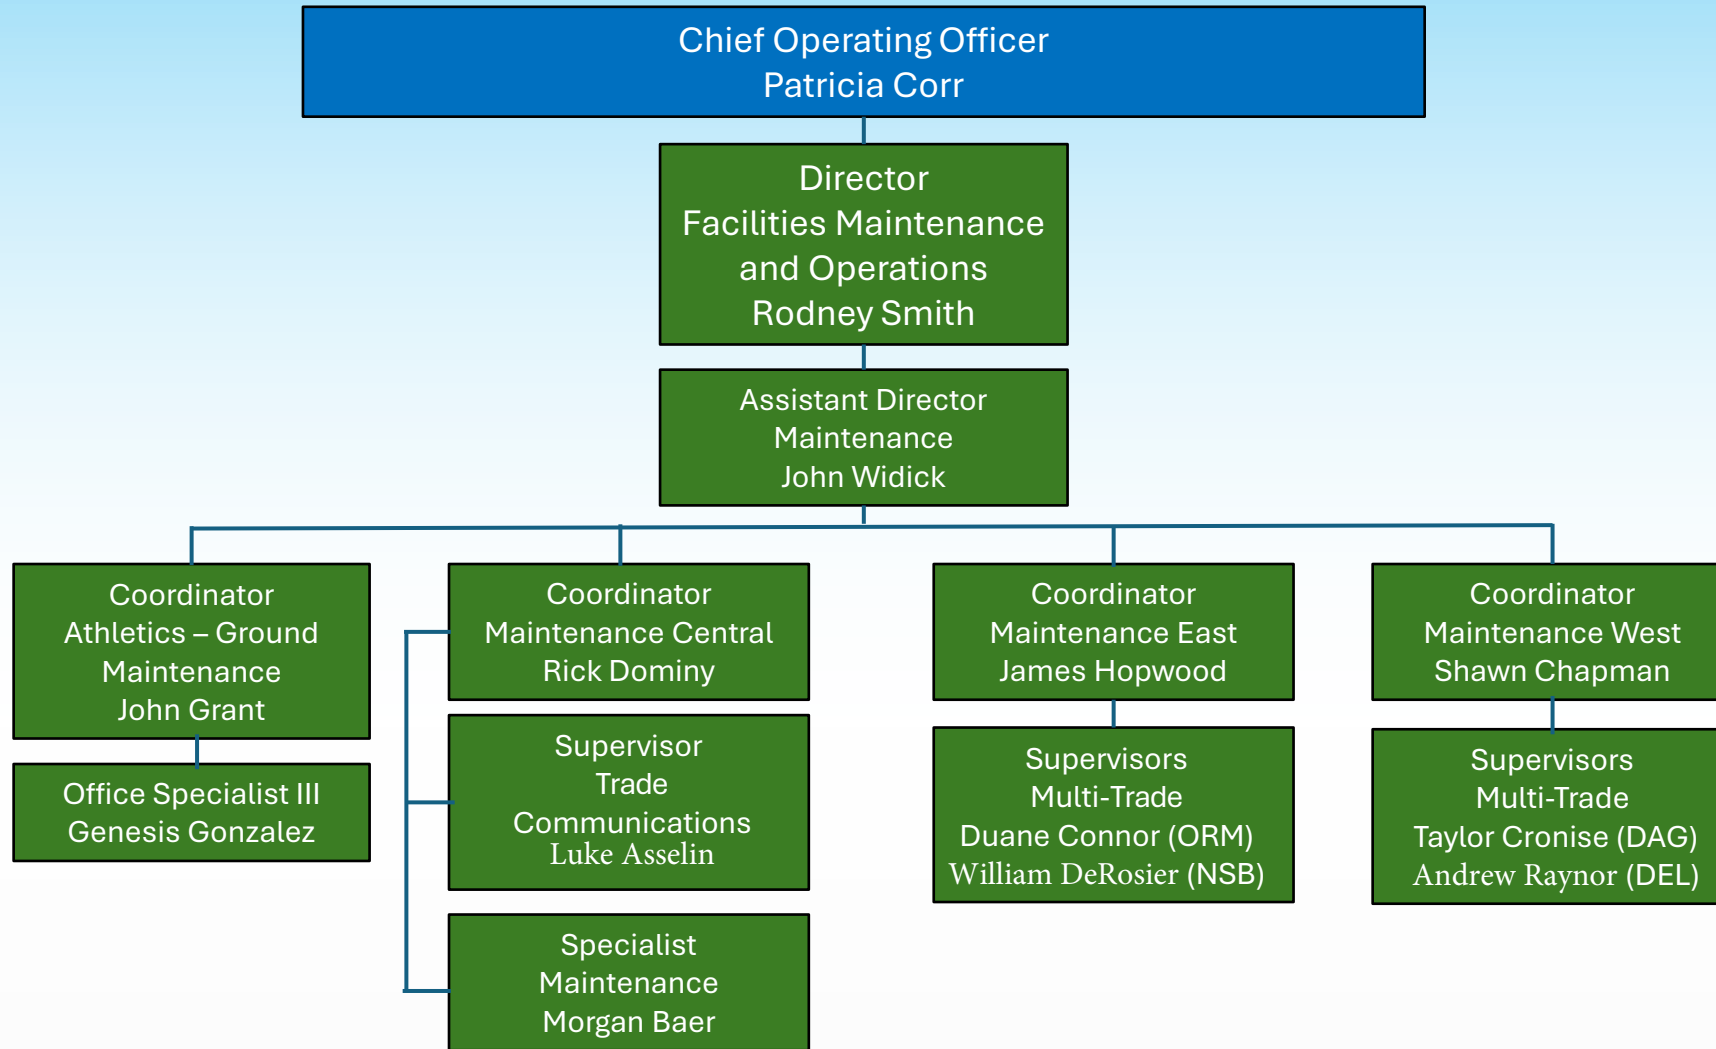 Chief Operating Officer
Patricia Corr
Director
Facilities Maintenance
and Operations
Rodney Smith
Assistant Director
Maintenance
John Widick
Coordinator
Athletics – Ground
Maintenance
John Grant
Office Specialist III
Genesis Gonzalez
Coordinator
Maintenance Central
Rick Dominy
Supervisor
Trade
Communications
Luke Asselin
Specialist
Maintenance
Morgan Baer
Coordinator
Maintenance East
James Hopwood
Supervisors
Multi-Trade
Duane Connor (ORM)
William DeRosier (NSB)
Coordinator
Maintenance West
Shawn Chapman
Supervisors
Multi-Trade
Taylor Cronise (DAG)
Andrew Raynor (DEL)